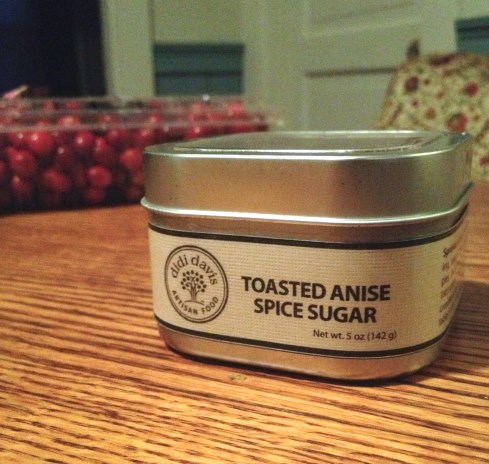 didi davis
ARTISAN FOOD
TOASTED ANISE
SPICE SUGAR
Net wt. 5 oz (142 g)